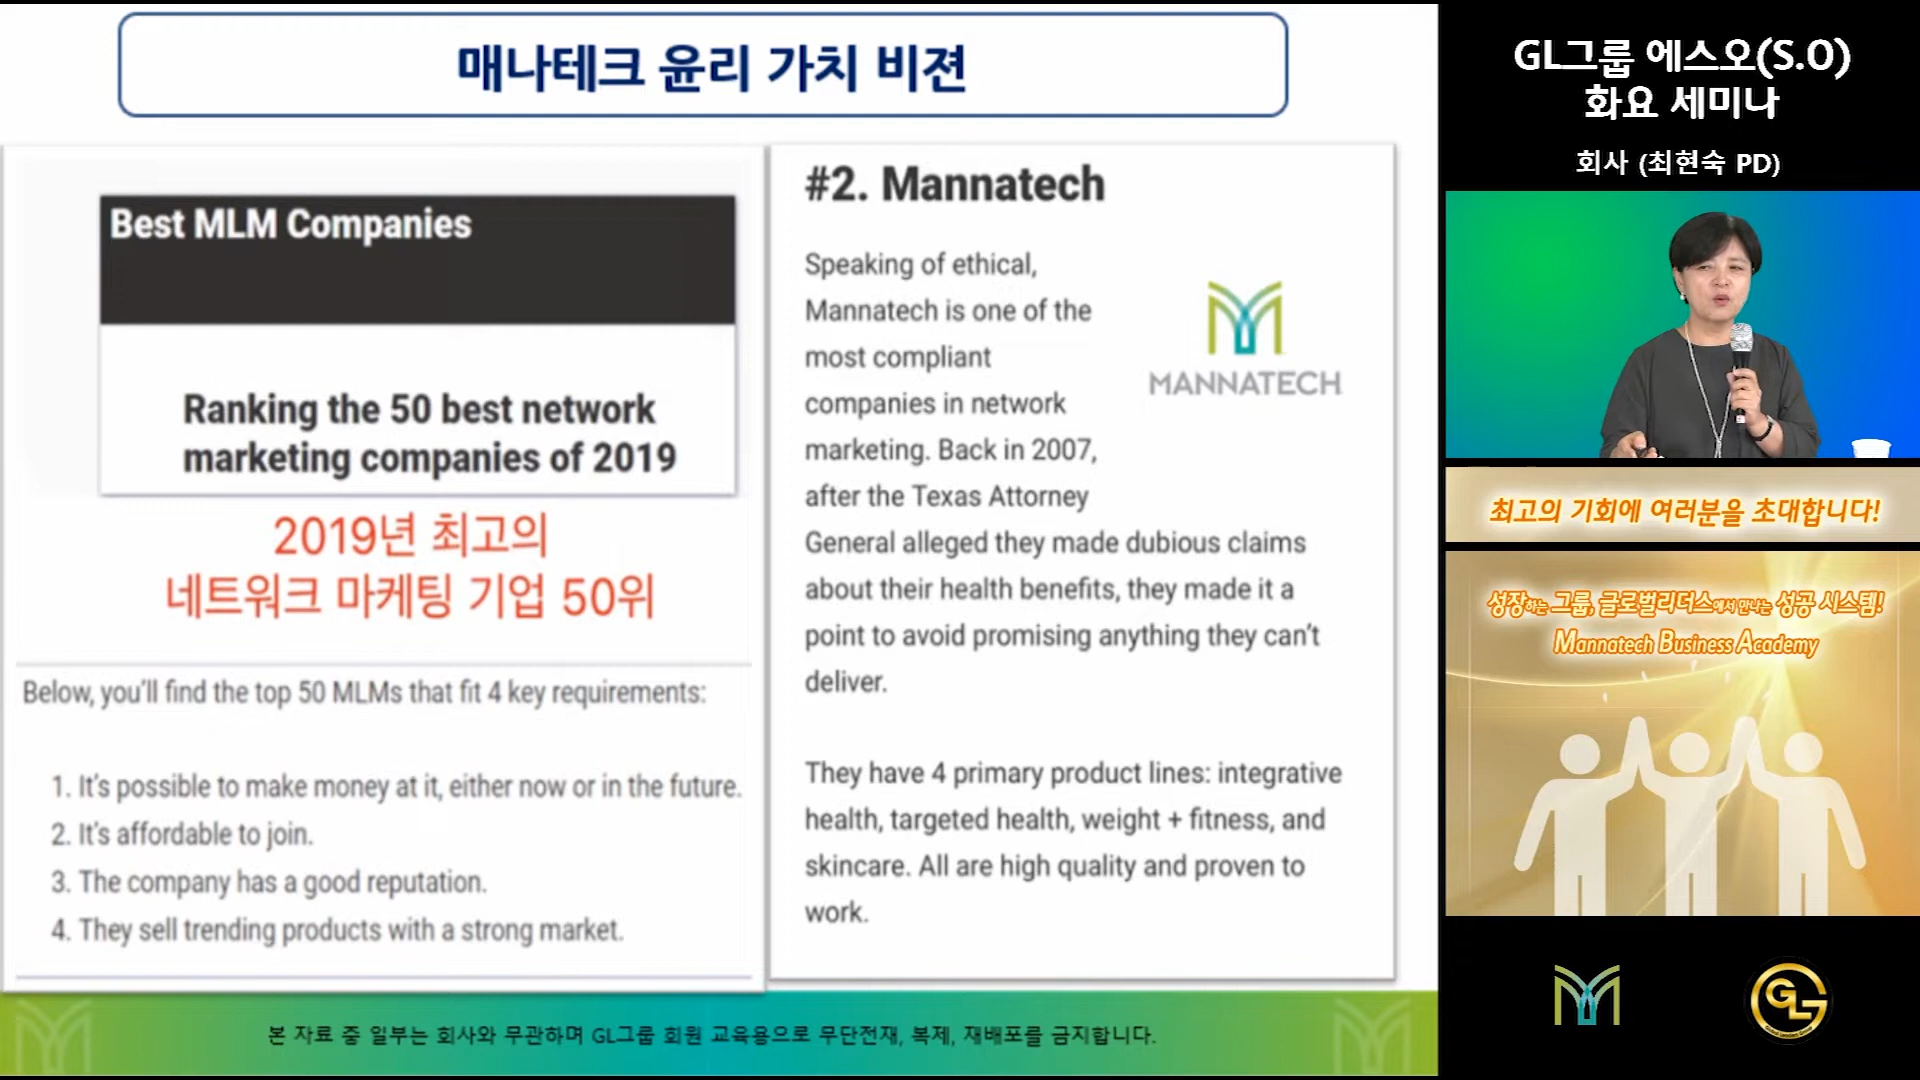 매나테크 윤리 가치 비젼
Best MLM Companies
Ranking the 50 best network
marketing companies of 2019
2019년 최고의
네트워크 마케팅 기업 50위
Below, you'll find the top 50 MLMs that fit 4 key requirements:
1. It's possible to make money at it, either now or in the future.
2. It's affordable to join.
3. The company has a good reputation.
4. They sell trending products with a strong market.
#2. Mannatech
Speaking of ethical,
Mannatech is one of the
most compliant
companies in network
marketing. Back in 2007,
after the Texas Attorney
General alleged they made dubious claims
about their health benefits, they made it a
point to avoid promising anything they can't
deliver.
MANNATECH
They have 4 primary product lines: integrative
health, targeted health, weight + fitness, and
skincare. All are high quality and proven to
work.
본 자료 중 일부는 회사와 무관하며 GL그룹 회원 교육용으로 무단전재, 복제, 재배포를 금지합니다.
GL그룹 에스오(S.O)
화요 세미나
회사 (최현숙 PD)
최고의 기회에 여러분을 초대합니다!
성장하는 그룹, 글로벌리더스에서 만나는 성공 시스템!
Mannatech Business Academy
GLG